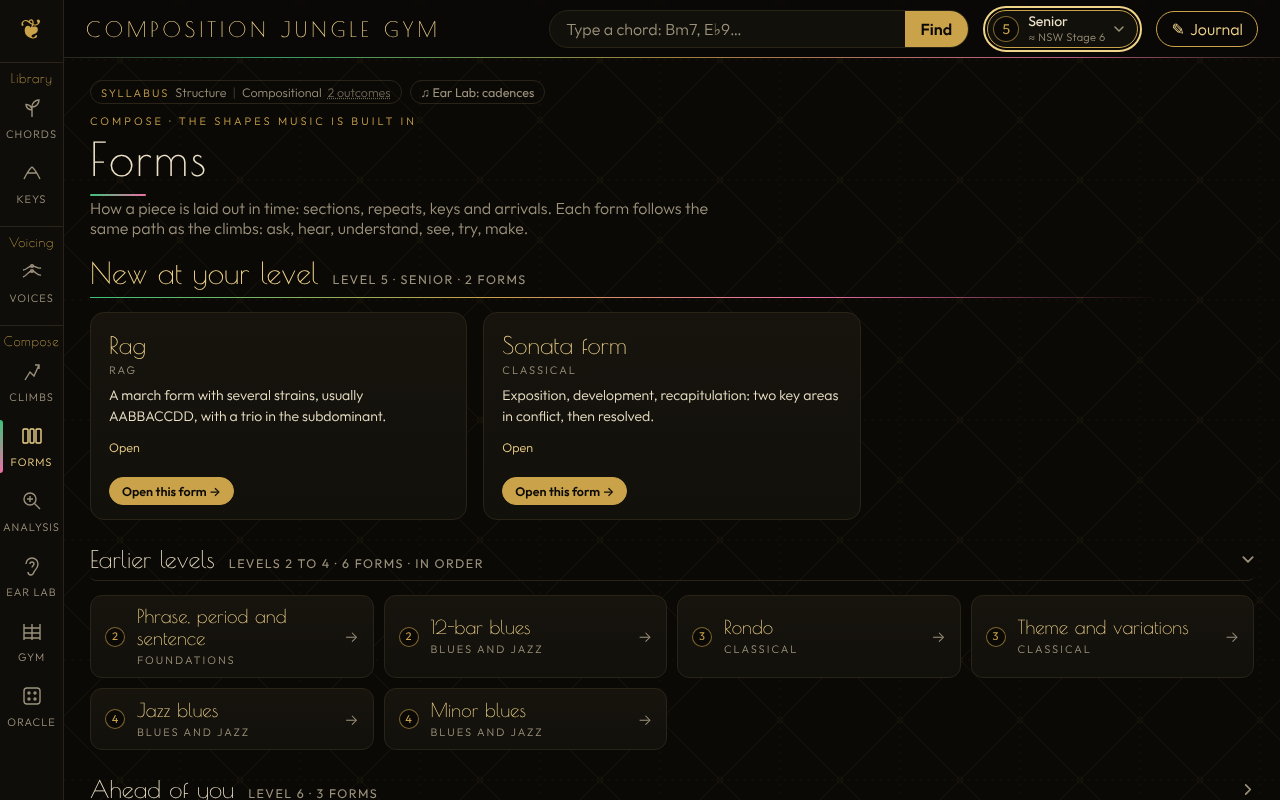 COMPOSITION JUNGLE GYM
Type a chord: Bm7, E♭9...
Find
5
Senior
≈ NSW Stage 6
✎ Journal
Library
CHORDS
KEYS
Voicing
VOICES
Compose
CLIMBS
FORMS
ANALYSIS
EAR LAB
GYM
ORACLE
SYLLABUS Structure | Compositional 2 outcomes
♫ Ear Lab: cadences
COMPOSE · THE SHAPES MUSIC IS BUILT IN
Forms
How a piece is laid out in time: sections, repeats, keys and arrivals. Each form follows the
same path as the climbs: ask, hear, understand, see, try, make.
New at your level LEVEL 5 · SENIOR · 2 FORMS
Rag
RAG
A march form with several strains, usually
AABBACCDD, with a trio in the subdominant.
Open
Open this form →
Sonata form
CLASSICAL
Exposition, development, recapitulation: two key areas
in conflict, then resolved.
Open
Open this form →
Earlier levels LEVELS 2 TO 4 · 6 FORMS · IN ORDER
2
Phrase, period and
sentence
FOUNDATIONS
→
2
12-bar blues
BLUES AND JAZZ
→
3
Rondo
CLASSICAL
→
3
Theme and variations
CLASSICAL
→
4
Jazz blues
BLUES AND JAZZ
→
4
Minor blues
BLUES AND JAZZ
→
Ahead of you LEVEL 6 · 3 FORMS